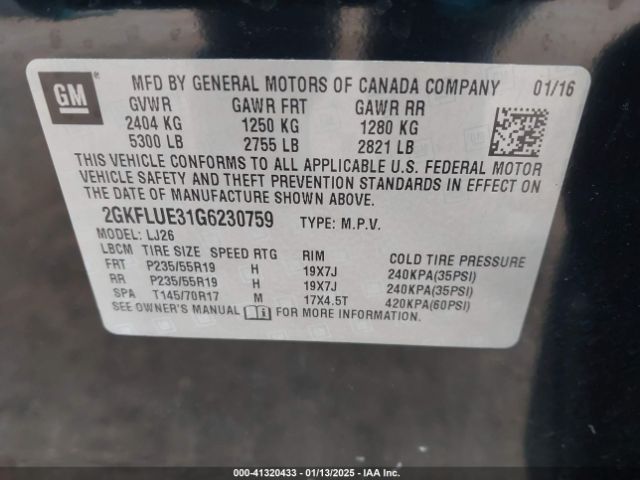 GM MFD BY GENERAL MOTORS OF CANADA COMPANY 01/16
GVWR GAWR FRT GAWR RR
2404 KG 1250 KG 1280 KG
5300 LB 2755 LB 2821 LB
THIS VEHICLE CONFORMS TO ALL APPLICABLE U.S. FEDERAL MOTOR
VEHICLE SAFETY AND THEFT PREVENTION STANDARDS IN EFFECT ON
THE DATE OF MANUFACTURE SHOWN ABOVE.
2GKFLUE31G6230759 TYPE: M.P.V.
MODEL: LJ26
LBCM TIRE SIZE SPEED RTG RIM COLD TIRE PRESSURE
FRT P235/55R19 H 19X7J 240KPA(35PSI)
RR P235/55R19 H 19X7J 240KPA(35PSI)
SPA T145/70R17 M 17X4.5T 420KPA(60PSI)
SEE OWNER'S MANUAL FOR MORE INFORMATION.
000-41320433 - 01/13/2025 - IAA Inc.